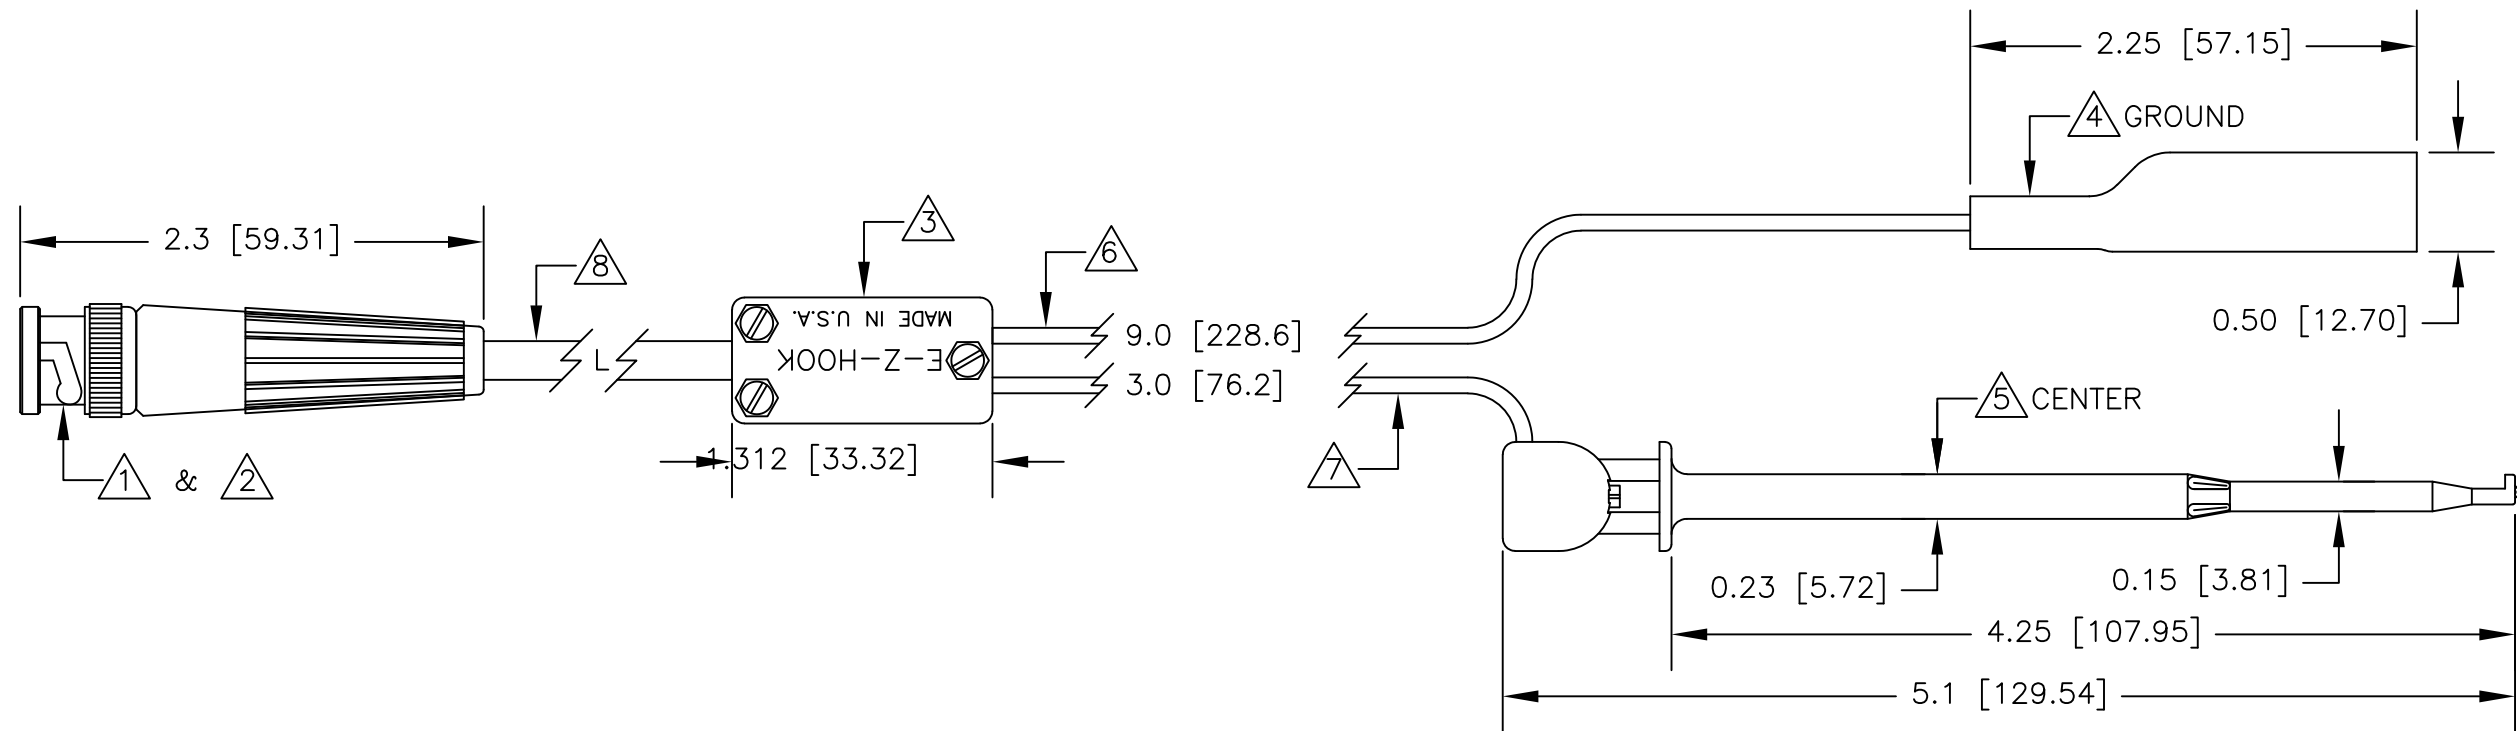 2.25 [57.15]
4 GROUND
2.3 [59.31]
8
3
6
0.50 [12.70]
MADE IN U.S.A.
E-Z-HOOK
L
9.0 [228.6]
3.0 [76.2]
5 CENTER
1.312 [33.32]
1 & 2
7
0.23 [5.72]
0.15 [3.81]
4.25 [107.95]
5.1 [129.54]